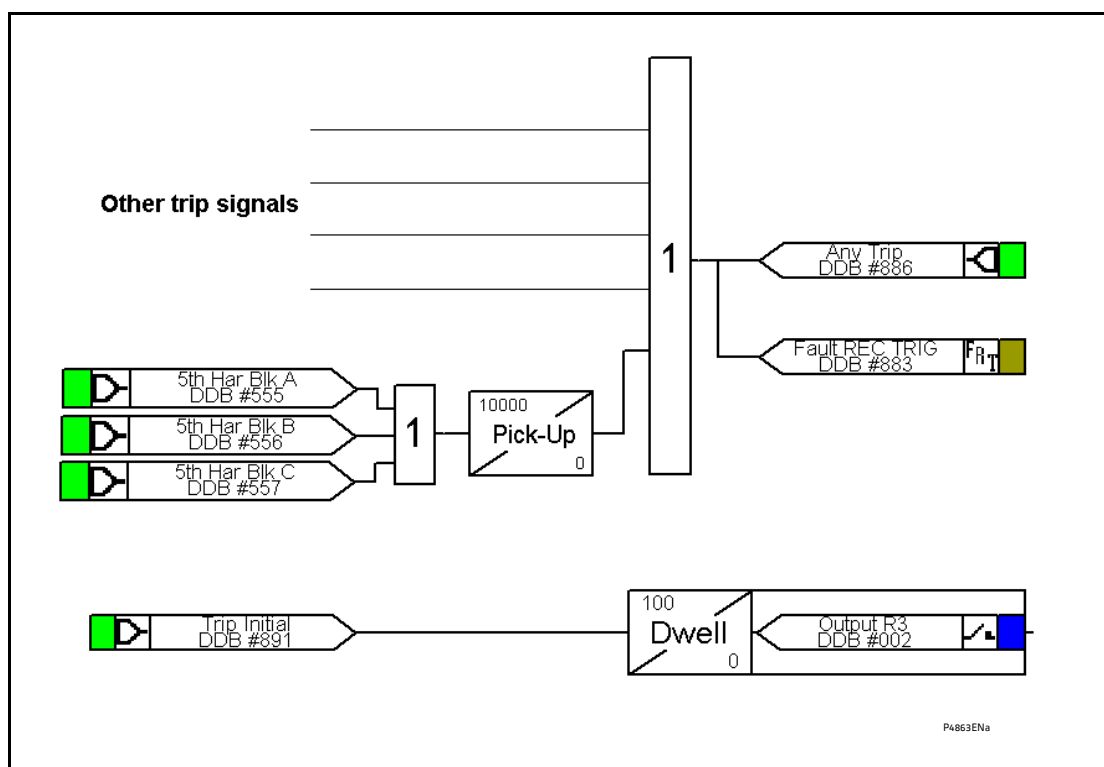 Other trip signals
1
Any Trip
DDB #886
Fault REC TRIG
DDB #883
FRT
5th Har Blk A
DDB #555
5th Har Blk B
DDB #556
5th Har Blk C
DDB #557
1
10000
Pick-Up
0
Trip Initial
DDB #891
100
Dwell
0
Output R3
DDB #002
P4863ENa